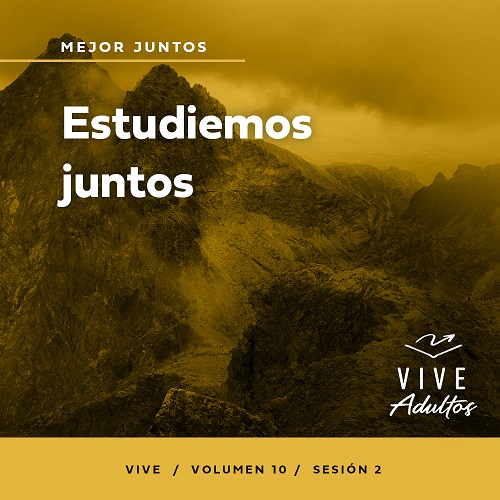 MEJOR JUNTOS
Estudiemos
juntos
VIVE
Adultos
VIVE / VOLUMEN 10 / SESIÓN 2